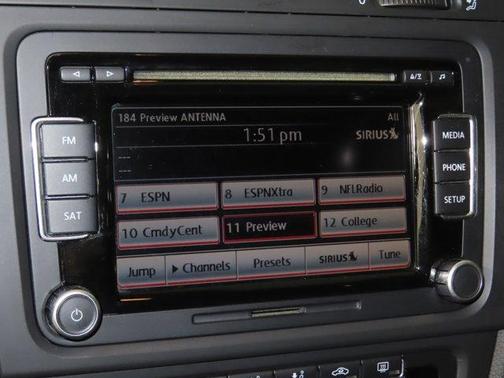 184 Preview ANTENNA All
1:51 pm SIRIUS
---
---
FM
AM
SAT
MEDIA
PHONE
SETUP
7 ESPN 8 ESPNXtra 9 NFLRadio
10 CmdyCent 11 Preview 12 College
Jump Channels Presets SIRIUS Tune